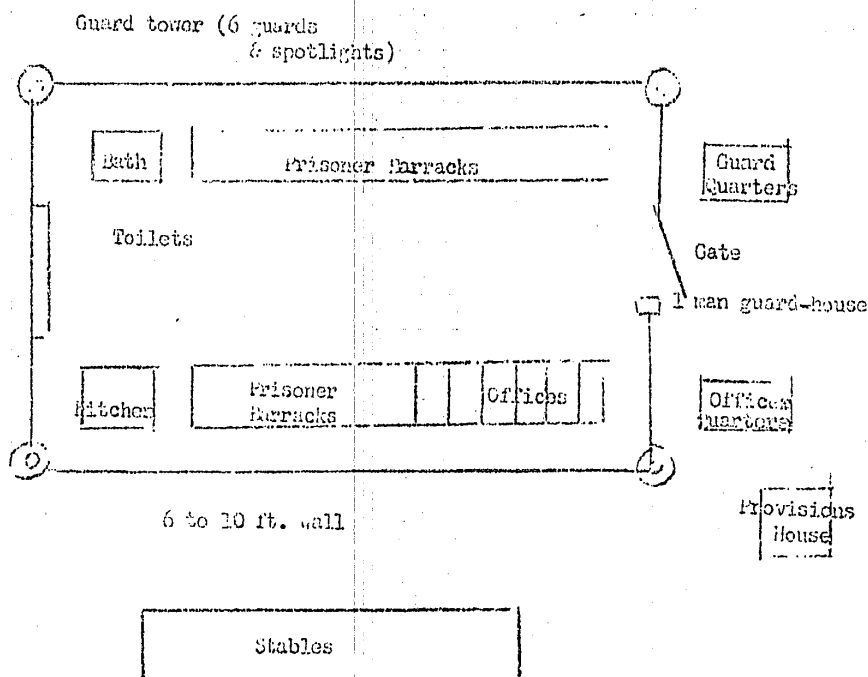 Guard tower (6 guards
& spotlights)
Bath
Prisoner Barracks
Guard
Quarters
Toilets
Gate
1 man guard-house
Kitchen
Prisoner
Barracks
Offices
Officer
Quarters
6 to 10 ft. wall
Provisions
House
Stables